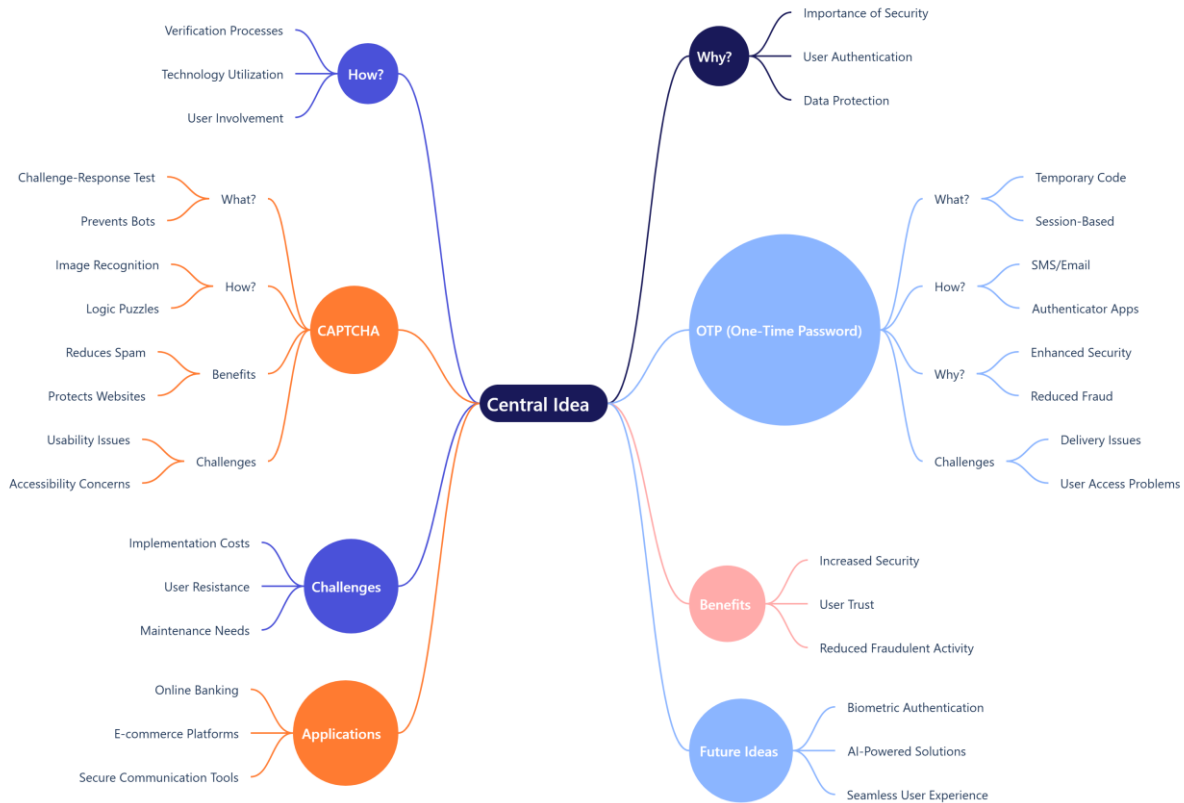 Central Idea
Why?
Importance of Security
User Authentication
Data Protection
OTP (One-Time Password)
What?
Temporary Code
Session-Based
How?
SMS/Email
Authenticator Apps
Why?
Enhanced Security
Reduced Fraud
Challenges
Delivery Issues
User Access Problems
Benefits
Increased Security
User Trust
Reduced Fraudulent Activity
Future Ideas
Biometric Authentication
AI-Powered Solutions
Seamless User Experience
How?
Verification Processes
Technology Utilization
User Involvement
CAPTCHA
What?
Challenge-Response Test
Prevents Bots
How?
Image Recognition
Logic Puzzles
Benefits
Reduces Spam
Protects Websites
Challenges
Usability Issues
Accessibility Concerns
Challenges
Implementation Costs
User Resistance
Maintenance Needs
Applications
Online Banking
E-commerce Platforms
Secure Communication Tools